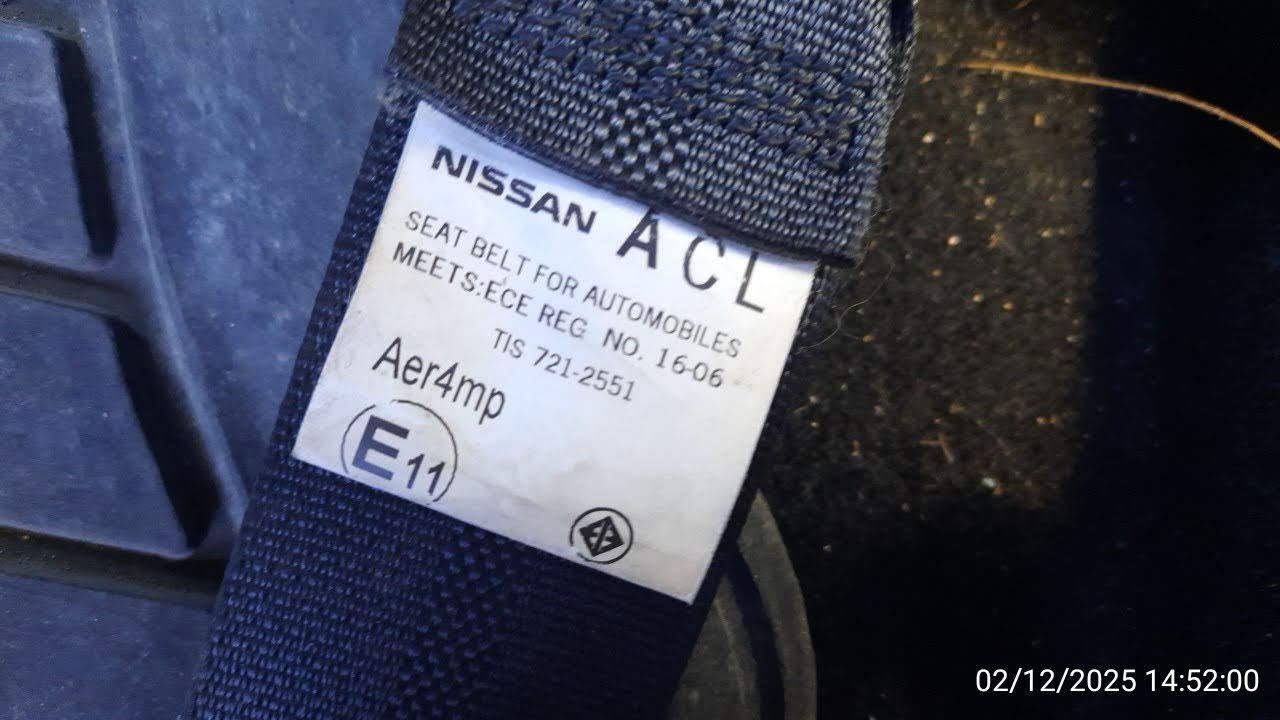 NISSAN ACL
SEAT BELT FOR AUTOMOBILES
MEETS:ECE REG NO. 16-06
TIS 721-2551
Aer4mp
E11
02/12/2025 14:52:00